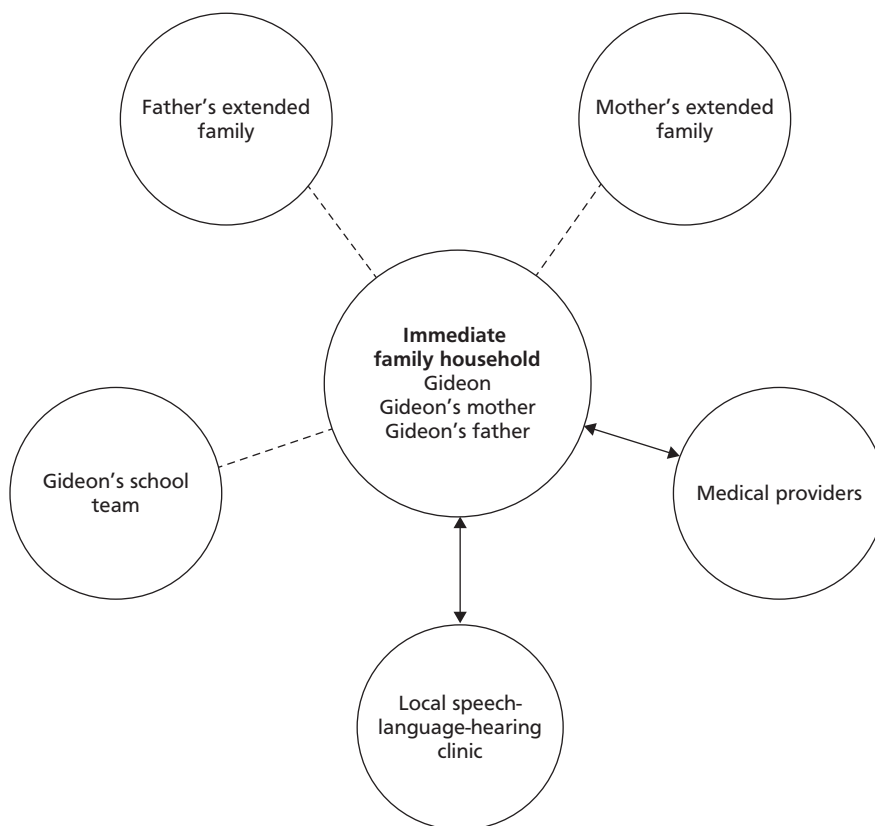 Father’s extended
family
Mother’s extended
family
Immediate
family household
Gideon
Gideon’s mother
Gideon’s father
Gideon’s school
team
Medical providers
Local speech-
language-hearing
clinic